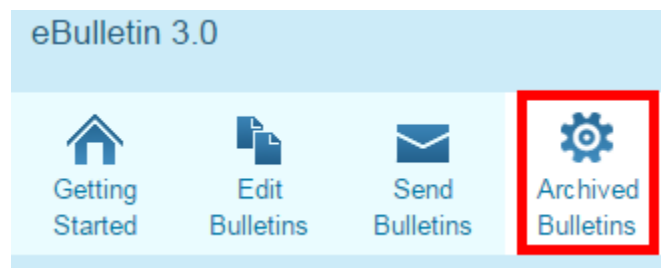 eBulletin 3.0
Getting
Started
Edit
Bulletins
Send
Bulletins
Archived
Bulletins